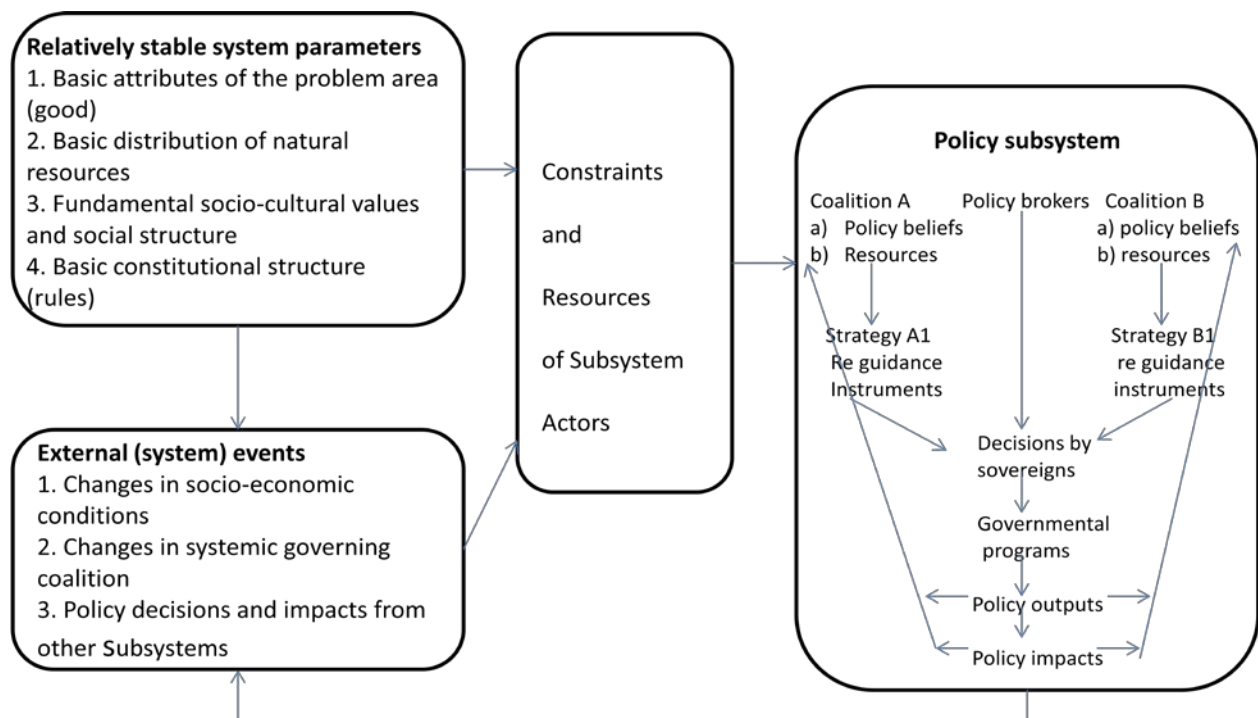 Relatively stable system parameters
1. Basic attributes of the problem area
(good)
2. Basic distribution of natural
resources
3. Fundamental socio-cultural values
and social structure
4. Basic constitutional structure
(rules)
External (system) events
1. Changes in socio-economic
conditions
2. Changes in systemic governing
coalition
3. Policy decisions and impacts from
other Subsystems
Constraints
and
Resources
of Subsystem
Actors
Policy subsystem
Coalition A
a) Policy beliefs
b) Resources
Policy brokers
Coalition B
a) policy beliefs
b) resources
Strategy A1
Re guidance
Instruments
Strategy B1
re guidance
instruments
Decisions by
sovereigns
Governmental
programs
Policy outputs
Policy impacts